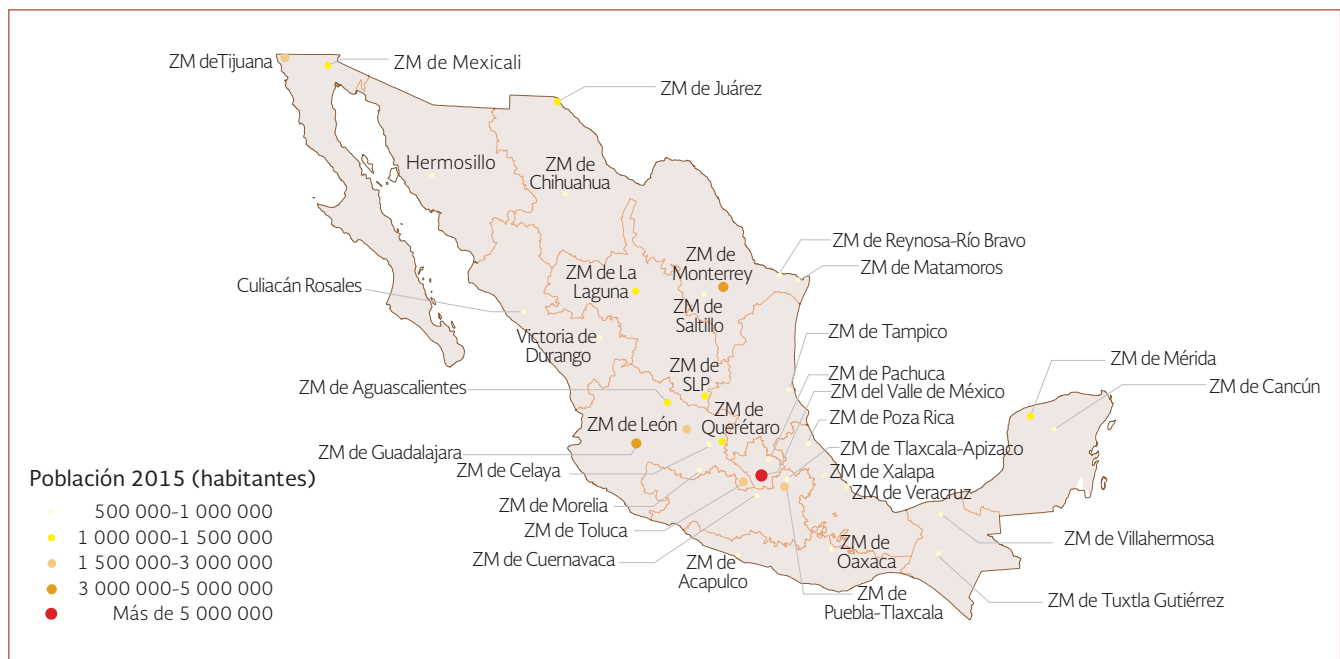 ZM deTijuana
ZM de Mexicali
ZM de Juárez
Hermosillo
ZM de
Chihuahua
ZM de Reynosa-Río Bravo
ZM de Matamoros
ZM de
Monterrey
ZM de La
Laguna
Culiacán Rosales
ZM de
Saltillo
Victoria de
Durango
ZM de Tampico
ZM de Mérida
ZM de Cancún
ZM de
SLP
ZM de Pachuca
ZM del Valle de México
ZM de Aguascalientes
ZM de León
ZM de
Querétaro
ZM de Poza Rica
ZM de Guadalajara
ZM de Tlaxcala-Apizaco
ZM de Celaya
ZM de Xalapa
ZM de Veracruz
ZM de Morelia
ZM de Toluca
ZM de Cuernavaca
ZM de
Acapulco
ZM de
Oaxaca
ZM de
Puebla-Tlaxcala
ZM de Villahermosa
ZM de Tuxtla Gutiérrez
Población 2015 (habitantes)
500 000-1 000 000
1 000 000-1 500 000
1 500 000-3 000 000
3 000 000-5 000 000
Más de 5 000 000